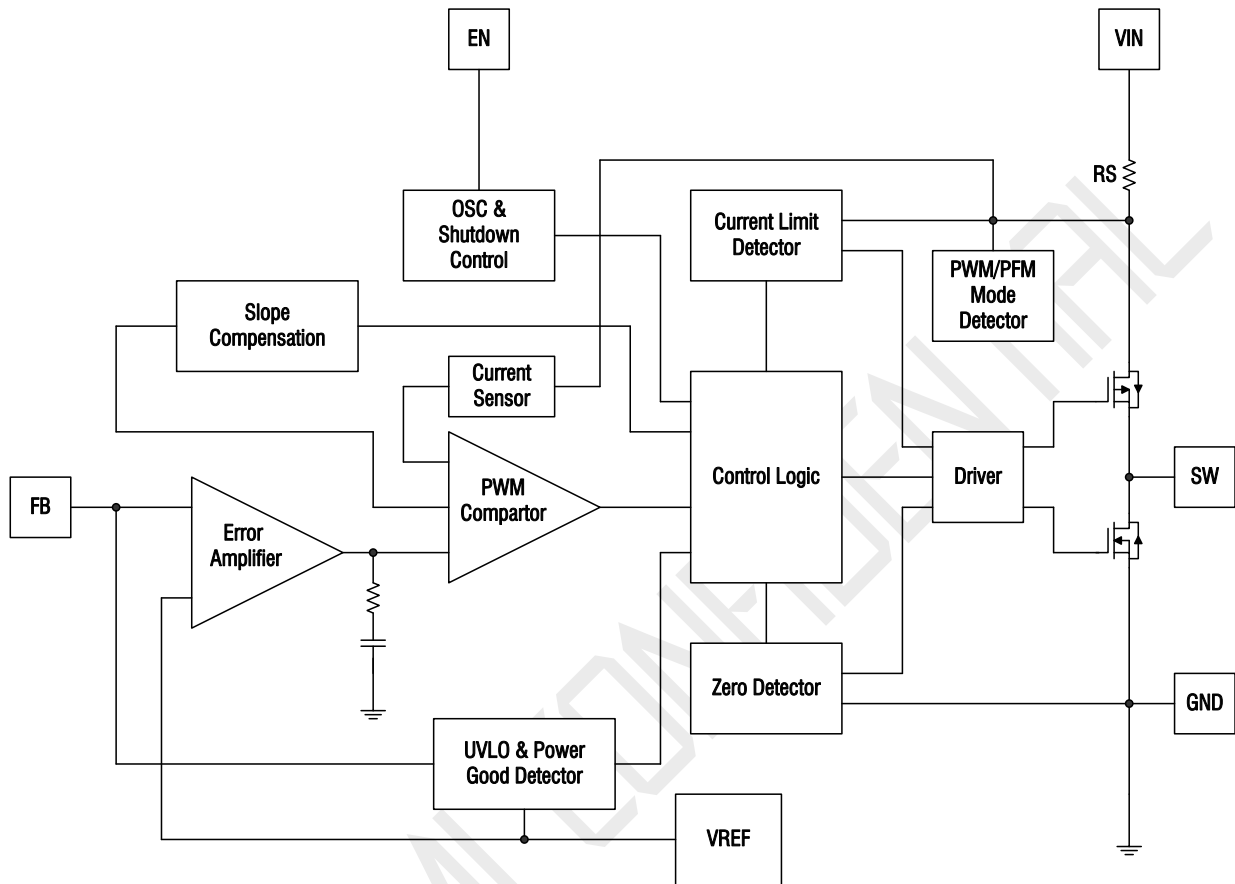 EN
VIN
RS
OSC &
Shutdown
Control
Current Limit
Detector
PWM/PFM
Mode
Detector
Slope
Compensation
Current
Sensor
PWM
Compartor
Control Logic
Driver
SW
FB
Error
Amplifier
Zero Detector
GND
UVLO & Power
Good Detector
VREF